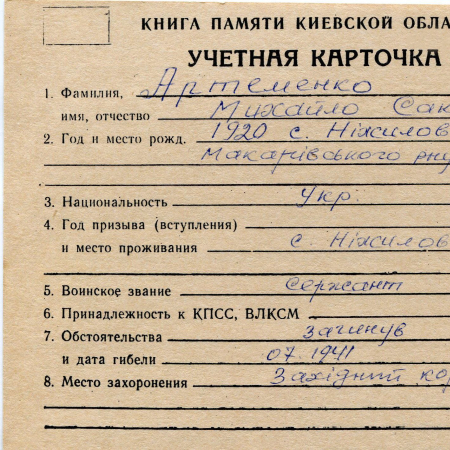 КНИГА ПАМЯТИ КИЕВСКОЙ ОБЛА
УЧЕТНАЯ КАРТОЧКА
1. Фамилия, Артеменко
имя, отчество Михайло Сак
2. Год и место рожд. 1920 с. Ніжилов
Макарівського
3. Национальность Укр.
4. Год призыва (вступления)
и место проживания с. Ніжилов
5. Воинское звание Сержант
6. Принадлежность к КПСС, ВЛКСМ
7. Обстоятельства Загинув
и дата гибели 07.1941
8. Место захоронения Західний